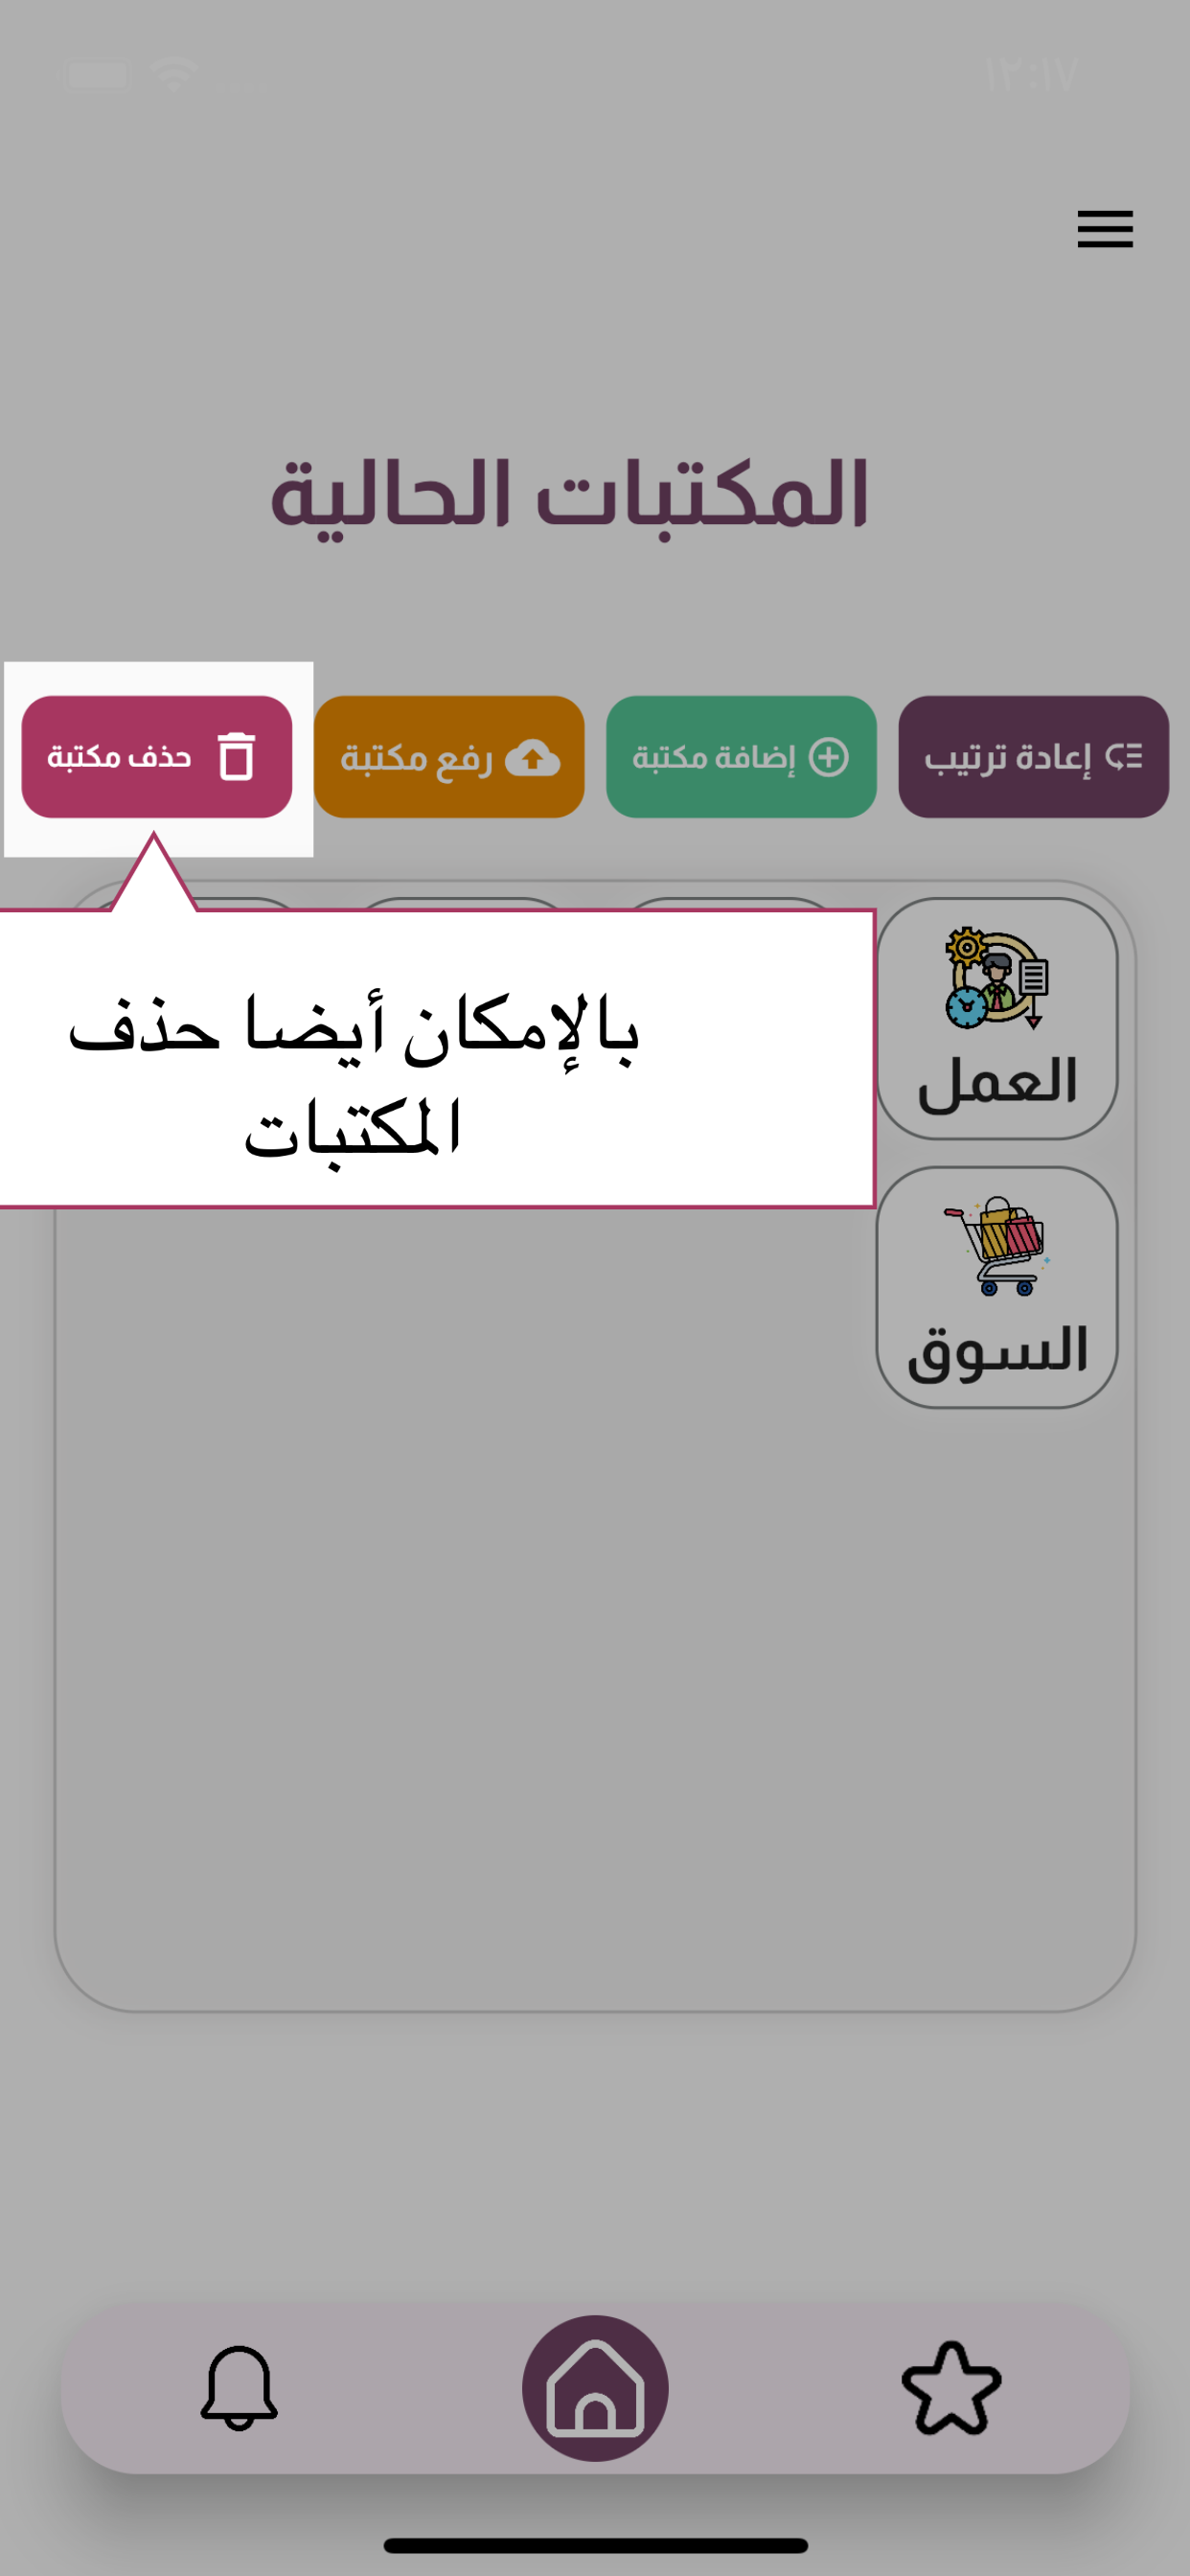 ١٢:١٧
المكتبات الحالية
إعادة ترتيب
إضافة مكتبة
رفع مكتبة
حذف مكتبة
بالإمكان أيضا حذف
المكتبات
العمل
السوق